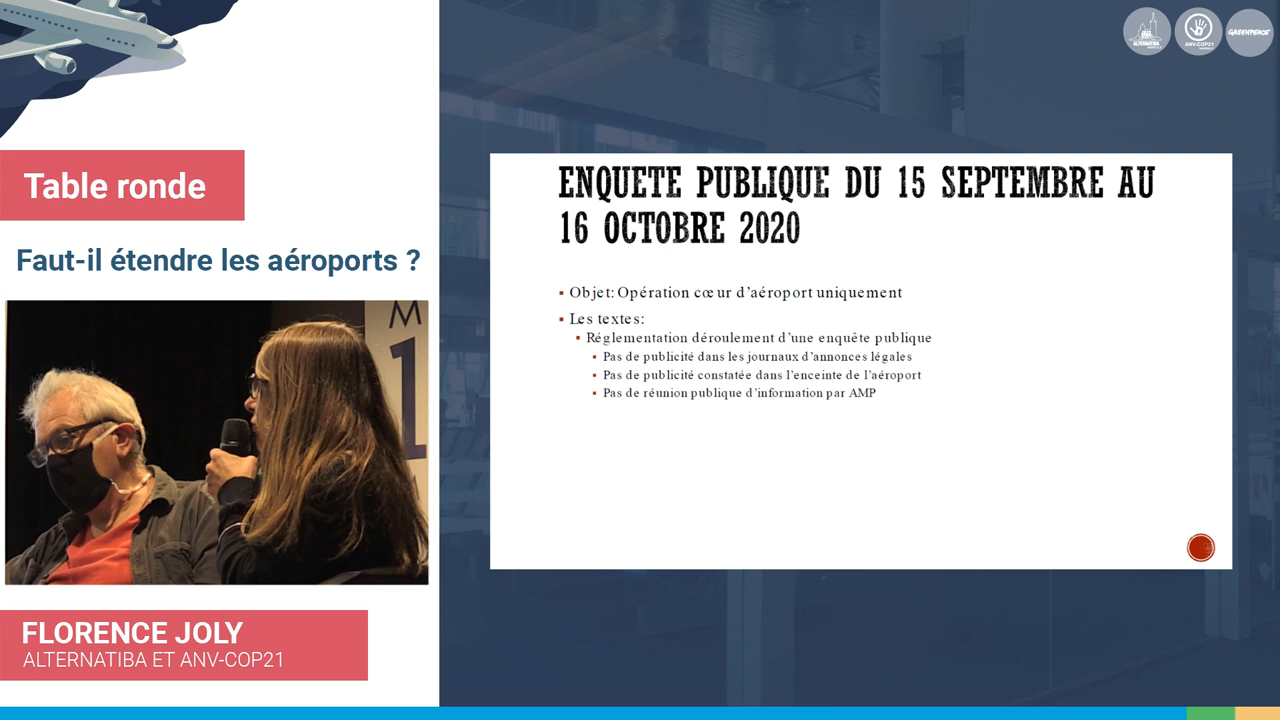 Table ronde
Faut-il étendre les aéroports ?
M
1
FLORENCE JOLY
ALTERNATIBA ET ANV-COP21
ALTERNATIBA
ANV-COP21
GREENPEACE
ENQUETE PUBLIQUE DU 15 SEPTEMBRE AU
16 OCTOBRE 2020
▪ Objet: Opération cœur d’aéroport uniquement
▪ Les textes:
▪ Réglementation déroulement d’une enquête publique
▪ Pas de publicité dans les journaux d’annonces légales
▪ Pas de publicité constatée dans l’enceinte de l’aéroport
▪ Pas de réunion publique d’information par AMP